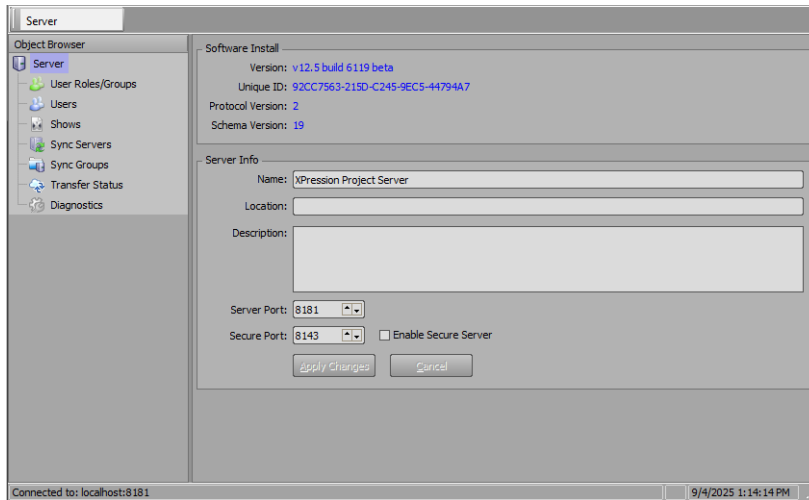 Server
Object Browser
Server
User Roles/Groups
Users
Shows
Sync Servers
Sync Groups
Transfer Status
Diagnostics
Software Install
Version: v12.5 build 6119 beta
Unique ID: 92CC7563-215D-C245-9EC5-44794A7
Protocol Version: 2
Schema Version: 19
Server Info
Name: XPression Project Server
Location:
Description:
Server Port: 8181
Secure Port: 8143 Enable Secure Server
Apply Changes Cancel
Connected to: localhost:8181 9/4/2025 1:14:14 PM